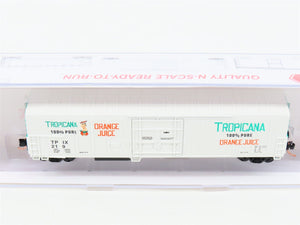 QUALITY N-SCALE READY-TO-RUN
TROPICANA
100% PURE
ORANGE
JUICE
TPIX
219
TROPICANA
100% PURE
ORANGE JUICE